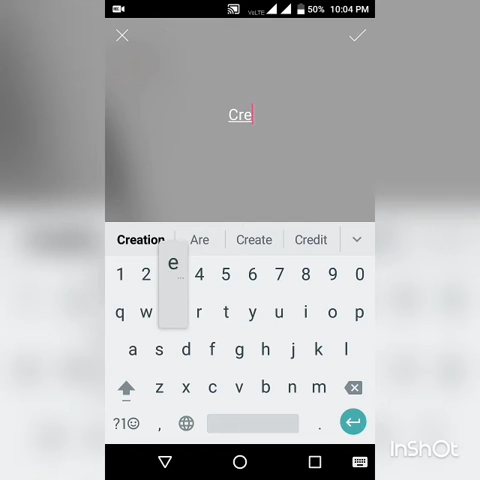 VoLTE 50% 10:04 PM
Cre
Creation Are Create Credit
e
1 2 4 5 6 7 8 9 0
q w r t y u i o p
a s d f g h j k l
z x c v b n m
?1☺ , .
InShOt